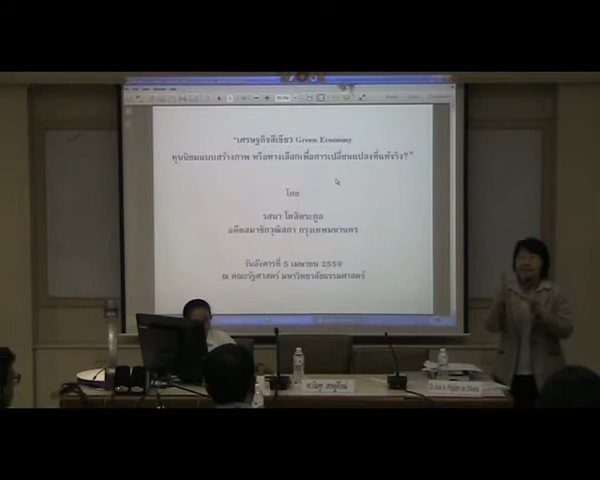 703
"เศรษฐกิจสีเขียว Green Economy
ทุนนิยมแบบสร้างภาพ หรือทางเลือกเพื่อการเปลี่ยนแปลงที่แท้จริง?"
โดย
รสนา โตสิตระกูล
อดีตสมาชิกวุฒิสภา กรุงเทพมหานคร
วันอังคารที่ 5 เมษายน 2559
ณ คณะรัฐศาสตร์ มหาวิทยาลัยธรรมศาสตร์